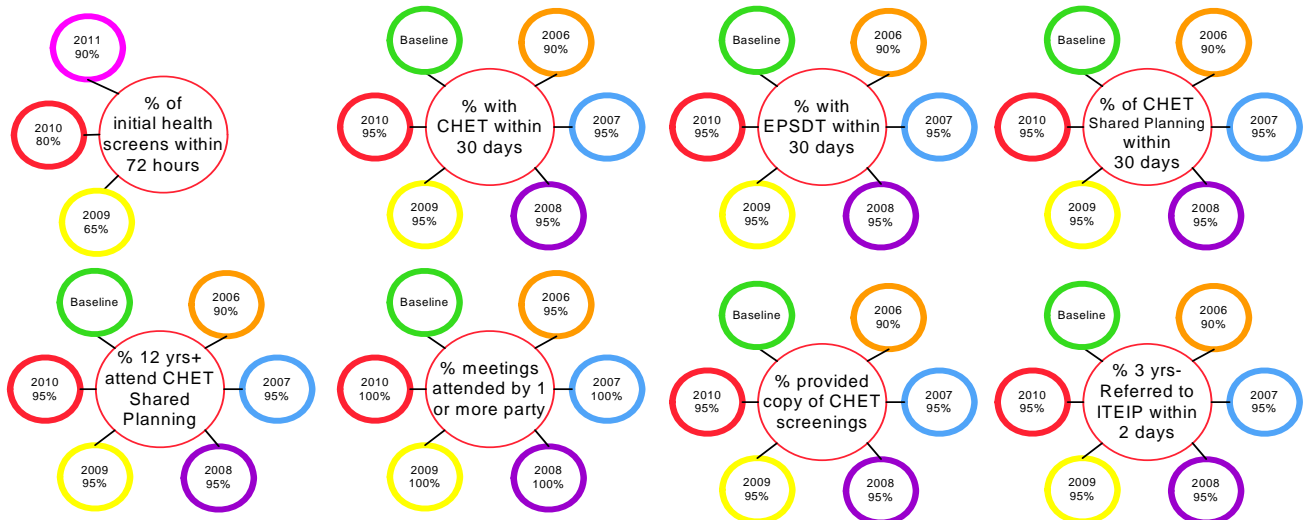 2011
90%
2010
80%
2009
65%
% of
initial health
screens within
72 hours
Baseline
2006
90%
2007
95%
2008
95%
2009
95%
2010
95%
% with
CHET within
30 days
Baseline
2006
90%
2007
95%
2008
95%
2009
95%
2010
95%
% with
EPSDT within
30 days
Baseline
2006
90%
2007
95%
2008
95%
2009
95%
2010
95%
% of CHET
Shared Planning
within
30 days
Baseline
2006
90%
2007
95%
2008
95%
2009
95%
2010
95%
% 12 yrs+
attend CHET
Shared
Planning
Baseline
2006
95%
2007
100%
2008
100%
2009
100%
2010
100%
% meetings
attended by 1
or more party
Baseline
2006
90%
2007
95%
2008
95%
2009
95%
2010
95%
% provided
copy of CHET
screenings
Baseline
2006
90%
2007
95%
2008
95%
2009
95%
2010
95%
% 3 yrs-
Referred to
ITEIP within
2 days